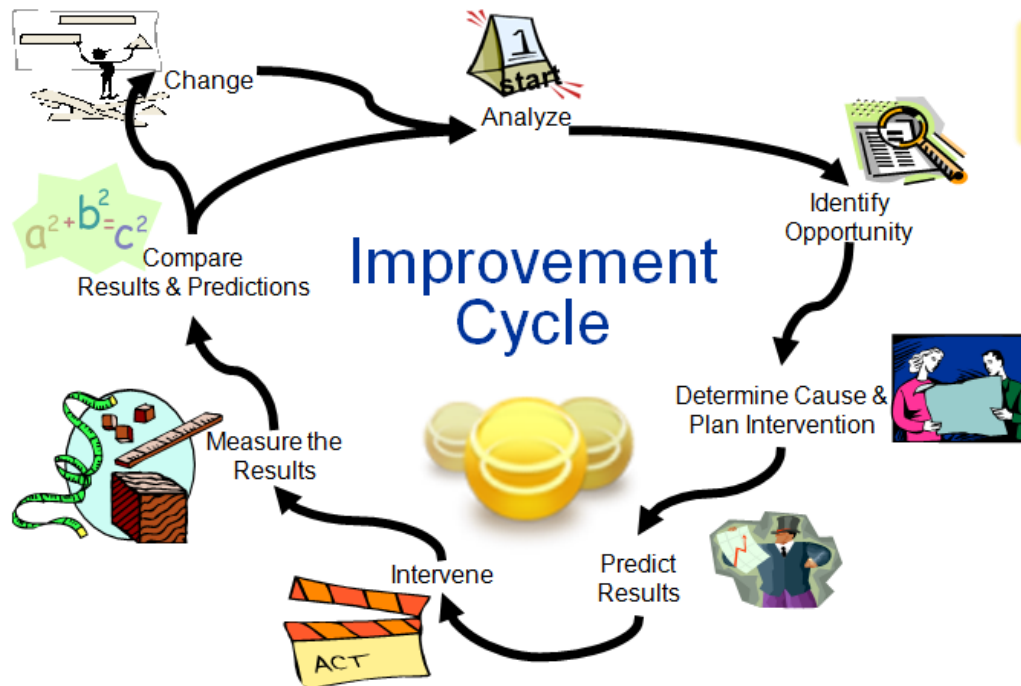 Improvement
Cycle
1
start
Analyze
Identify
Opportunity
Determine Cause &
Plan Intervention
Predict
Results
Intervene
ACT
Measure the
Results
a²+b²=c²
Compare
Results & Predictions
Change